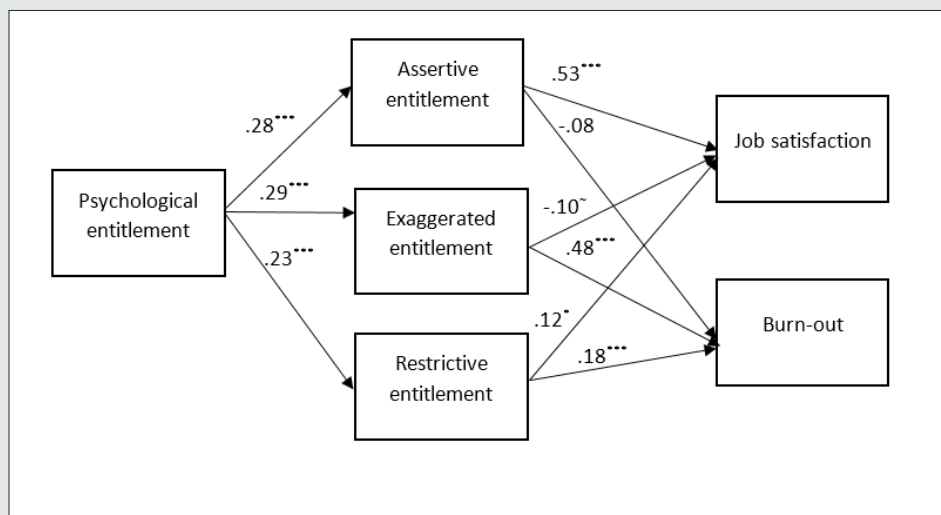 Assertive
entitlement
.53***
-.08
Job satisfaction
.28***
Psychological
entitlement
.29***
Exaggerated
entitlement
-.10~
.48***
.23***
Restrictive
entitlement
.12*
.18***
Burn-out